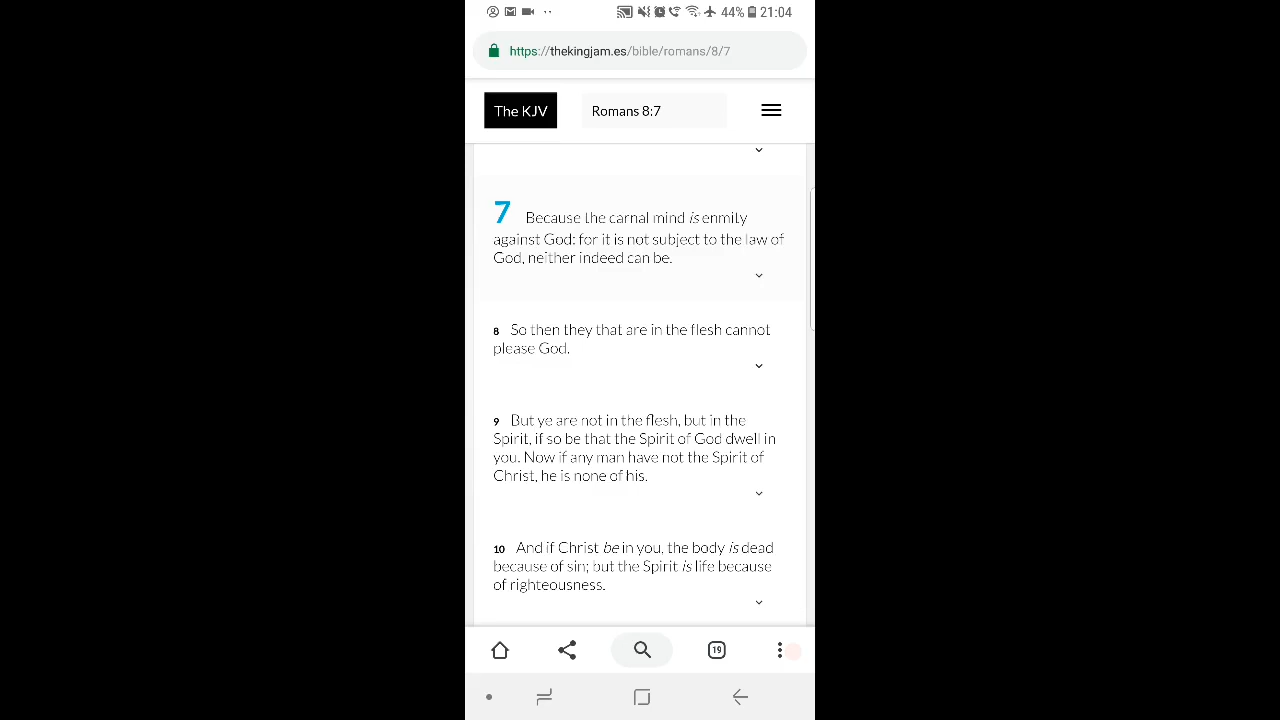 44% 21:04
https://thekingjam.es/bible/romans/8/7
The KJV Romans 8:7
7 Because the carnal mind is enmity
against God: for it is not subject to the law of
God, neither indeed can be.
8 So then they that are in the flesh cannot
please God.
9 But ye are not in the flesh, but in the
Spirit, if so be that the Spirit of God dwell in
you. Now if any man have not the Spirit of
Christ, he is none of his.
10 And if Christ be in you, the body is dead
because of sin; but the Spirit is life because
of righteousness.
19